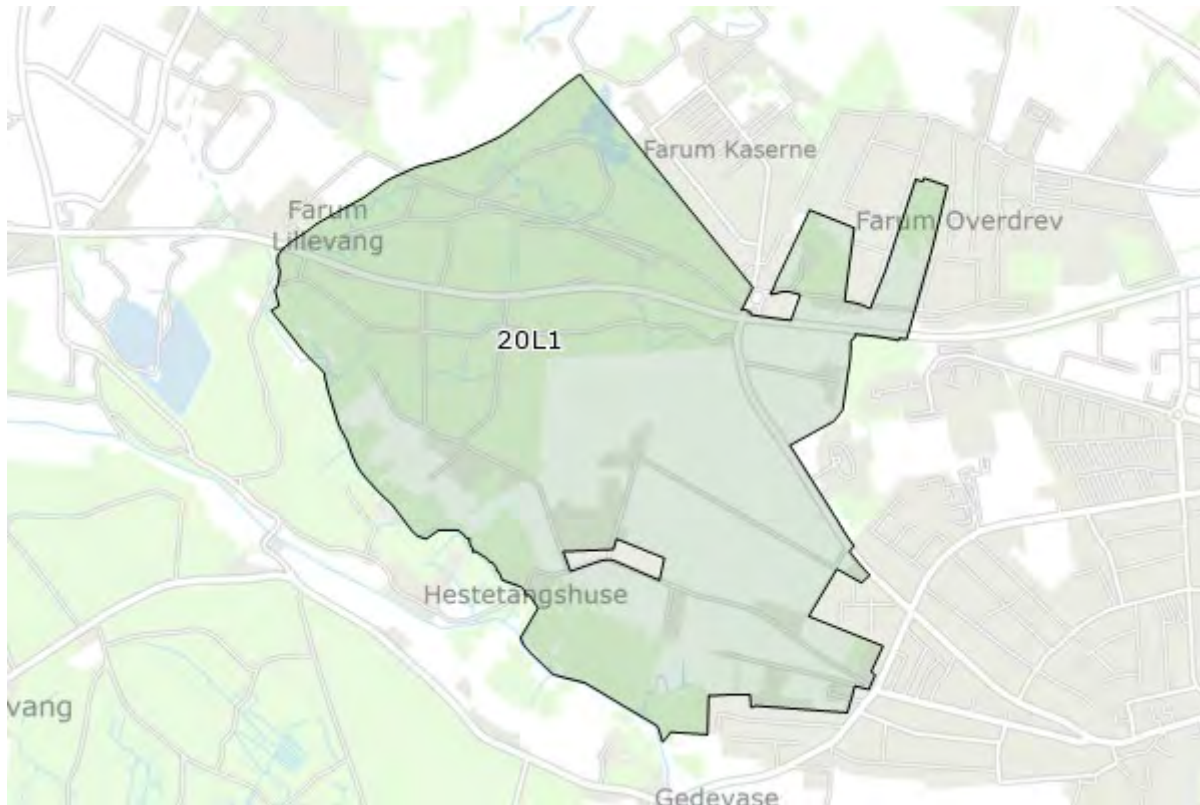 Farum Kaserne
Farum
Lillevang
Farum Overdrev
20L1
Hestetangshuse
vang
Gedevase